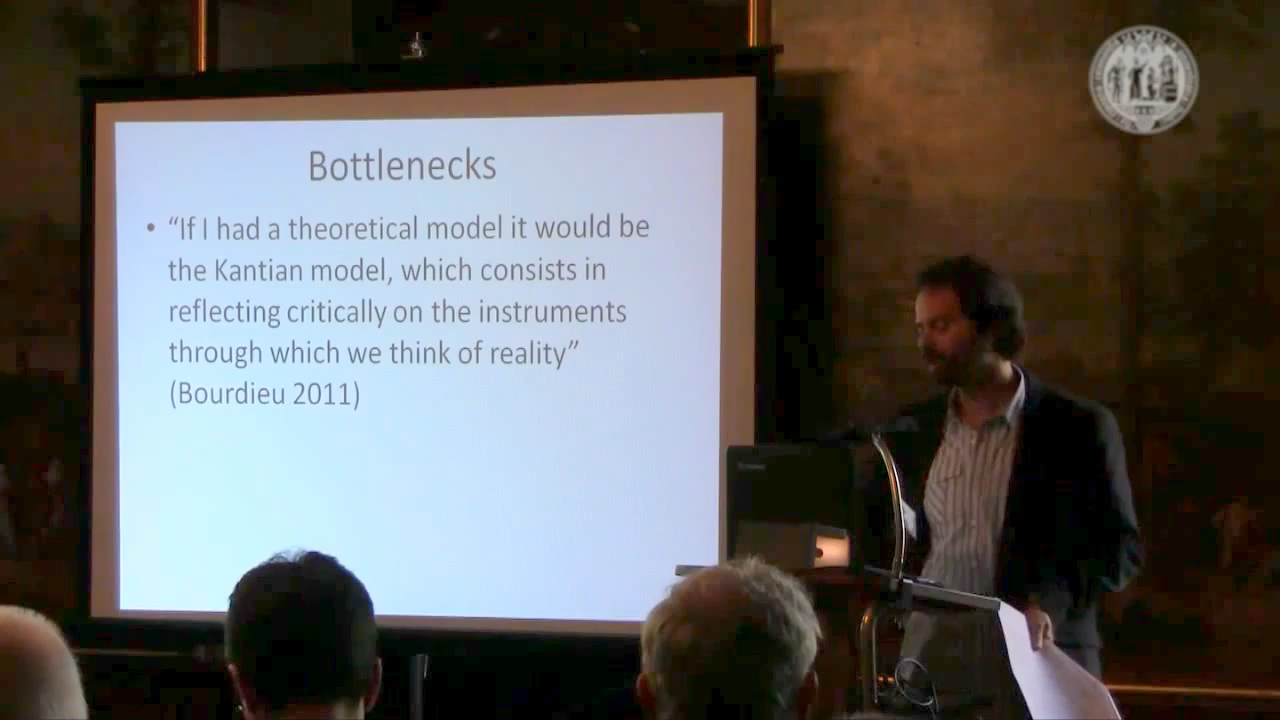 Bottlenecks
• “If I had a theoretical model it would be
the Kantian model, which consists in
reflecting critically on the instruments
through which we think of reality”
(Bourdieu 2011)